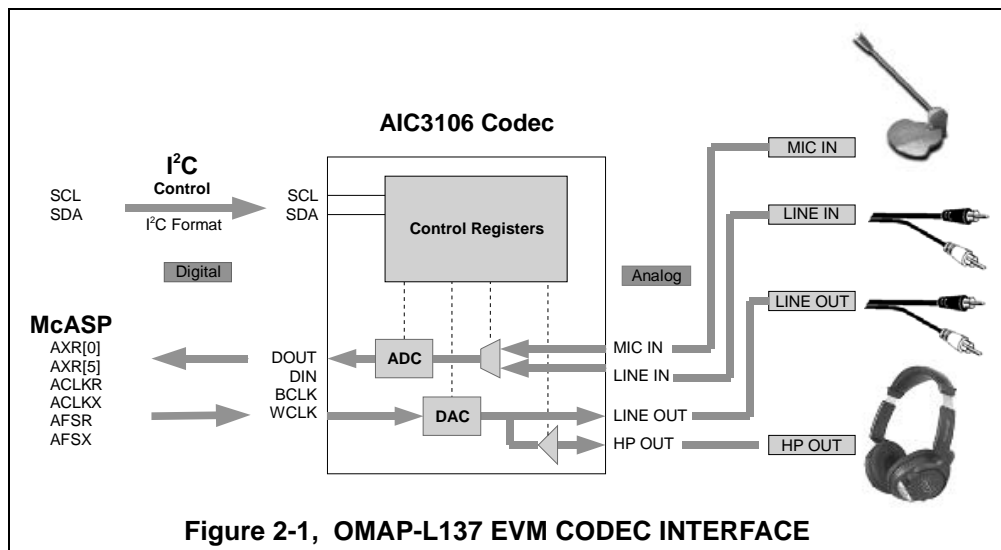 AIC3106 Codec
I²C
Control
I²C Format
SCL
SDA
SCL
SDA
Control Registers
Digital
Analog
MIC IN
LINE IN
LINE OUT
HP OUT
McASP
AXR[0]
AXR[5]
ACLKR
ACLKX
AFSR
AFSX
DOUT
DIN
BCLK
WCLK
ADC
DAC
MIC IN
LINE IN
LINE OUT
HP OUT
Figure 2-1, OMAP-L137 EVM CODEC INTERFACE